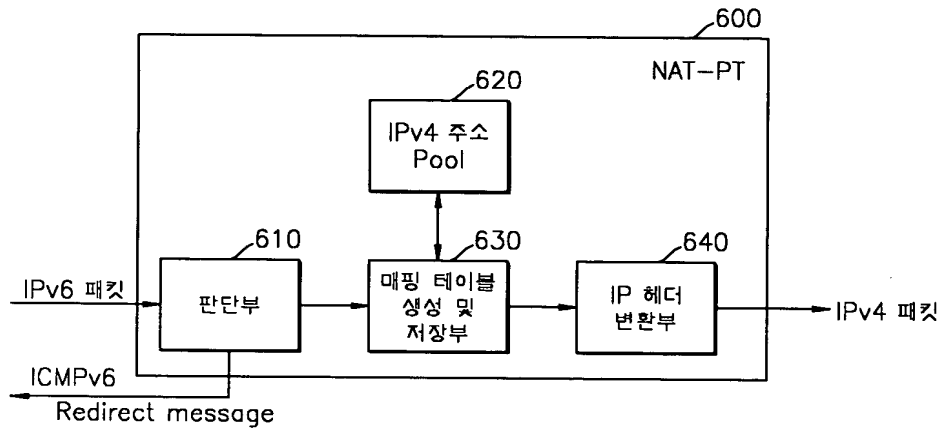 600
NAT-PT
620
IPv4 주소
Pool
610
630
640
IPv6 패킷
판단부
매핑 테이블
생성 및
저장부
IP 헤더
변환부
IPv4 패킷
ICMPv6
Redirect message